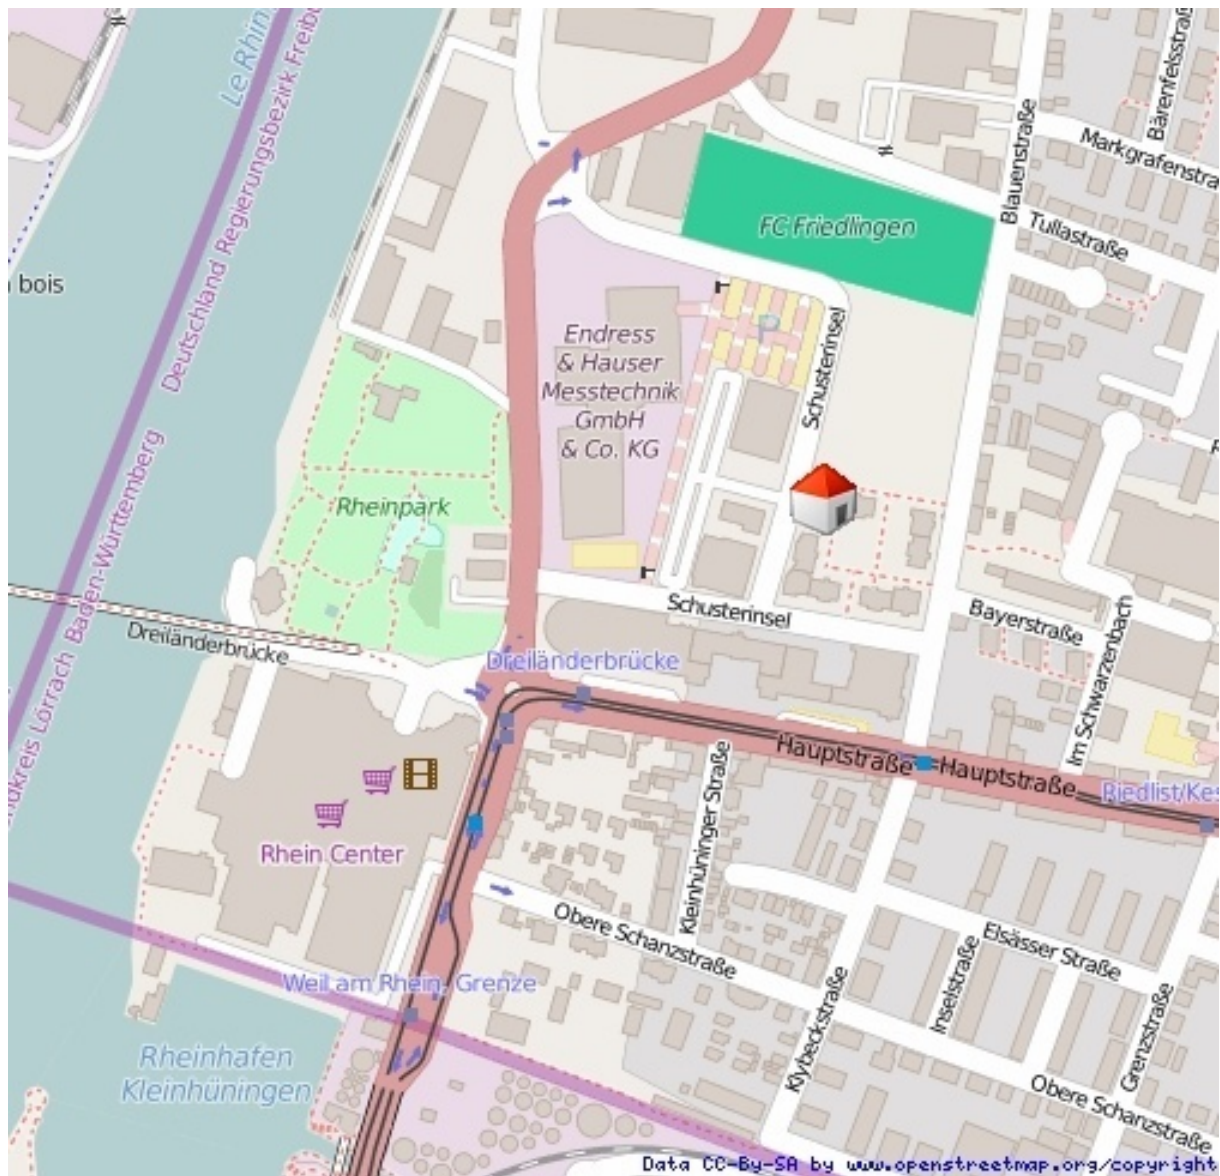 Le Rhin
Deutschland Regierungsbezirk Freibu
Bärenfelsstraß
Markgrafenstra
Blauenstraße
Tullastraße
FC Friedlingen
bois
Endress
& Hauser
Messtechnik
GmbH
& Co. KG
P
Schusterinsel
Rheinpark
Baden-Württemberg
ndkreis Lörrach
Schusterinsel
Bayerstraße
Im Schwarzenbach
Dreiländerbrücke
Dreiländerbrücke
Hauptstraße
Hauptstraße
Riedlist/Kes
Kleinhüninger Straße
Rhein Center
Obere Schanzstraße
Elsässer Straße
Inselstraße
Klybeckstraße
Grenzstraße
Weil am Rhein, Grenze
Rheinhafen
Kleinhüningen
Obere Schanzstraße
Data CC-By-SA by www.openstreetmap.org/copyright